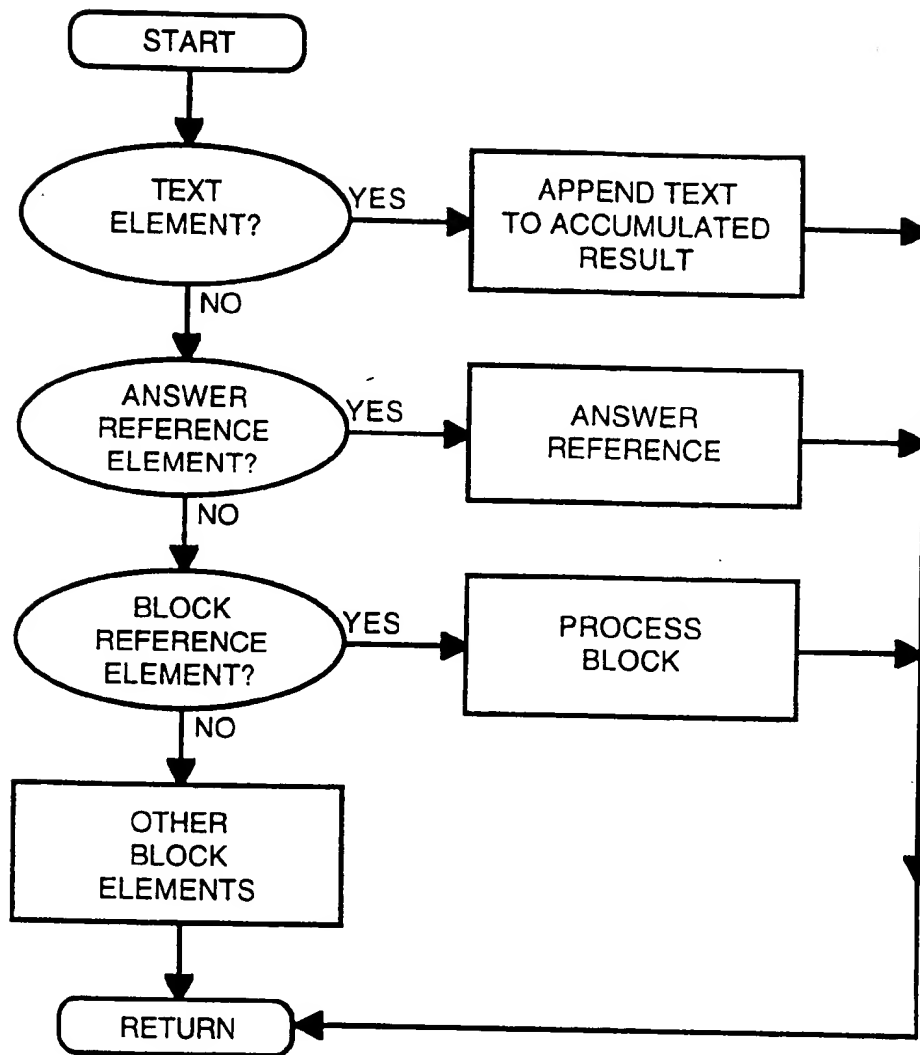 START
TEXT
ELEMENT?
YES
APPEND TEXT
TO ACCUMULATED
RESULT
NO
ANSWER
REFERENCE
ELEMENT?
YES
ANSWER
REFERENCE
NO
BLOCK
REFERENCE
ELEMENT?
YES
PROCESS
BLOCK
NO
OTHER
BLOCK
ELEMENTS
RETURN